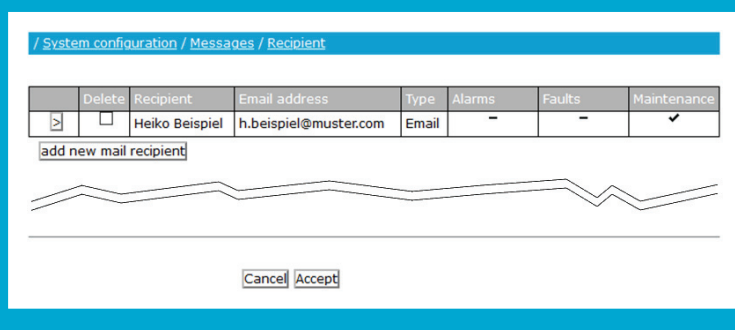 / System configuration / Messages / Recipient
Delete Recipient Email address Type Alarms Faults Maintenance
> Heiko Beispiel h.beispiel@muster.com Email – – ✔
add new mail recipient
Cancel Accept